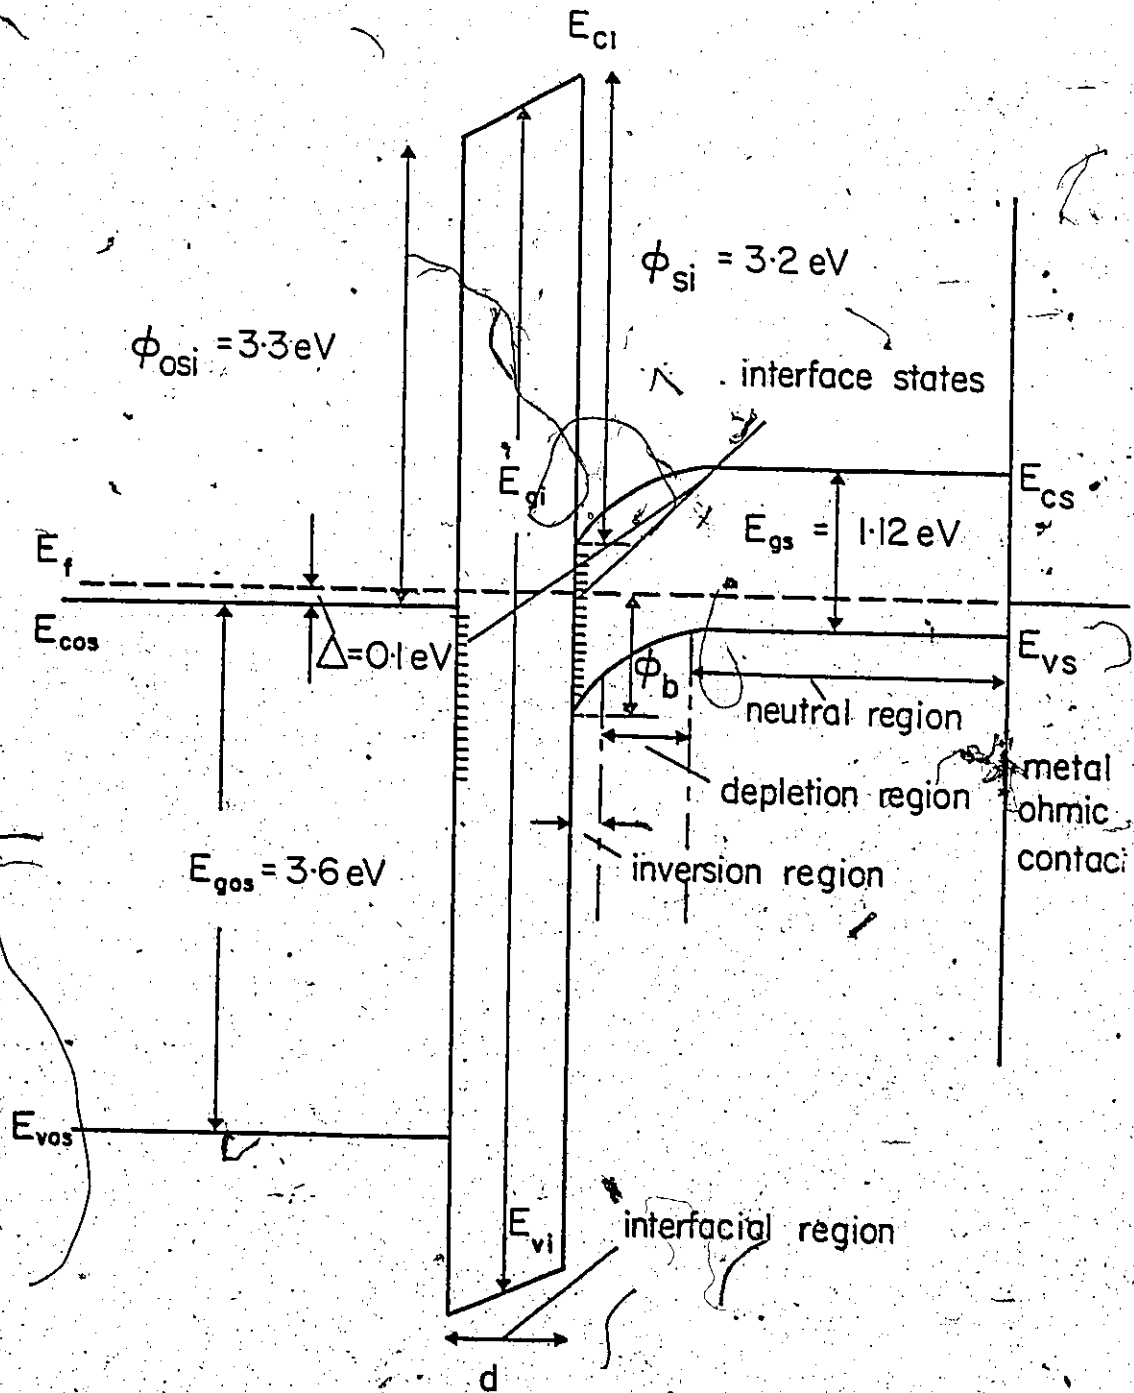 E_ci
ϕ_si = 3·2 eV
ϕ_osi = 3·3 eV
interface states
E_gi
E_cs
E_gs = 1·12 eV
E_f
E_cos
Δ=0·1 eV
E_vs
ϕ_b
neutral region
metal
depletion region
ohmic
contact
E_gos = 3·6 eV
inversion region
E_vos
E_vi
interfacial region
d